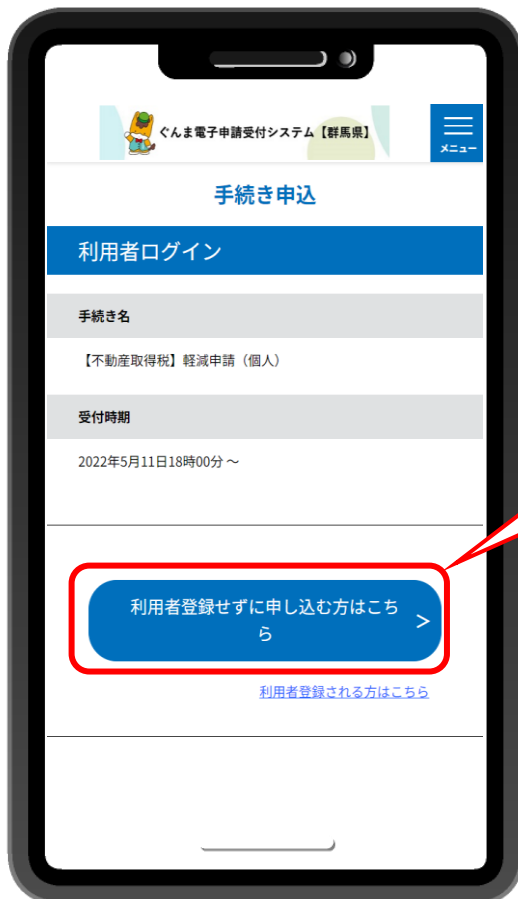 ぐんま電子申請受付システム【群馬県】
メニュー
手続き申込
利用者ログイン
手続き名
【不動産取得税】軽減申請（個人）
受付時期
2022年5月11日18時00分 ～
利用者登録せずに申し込む方はこち
ら
>
利用者登録される方はこちら